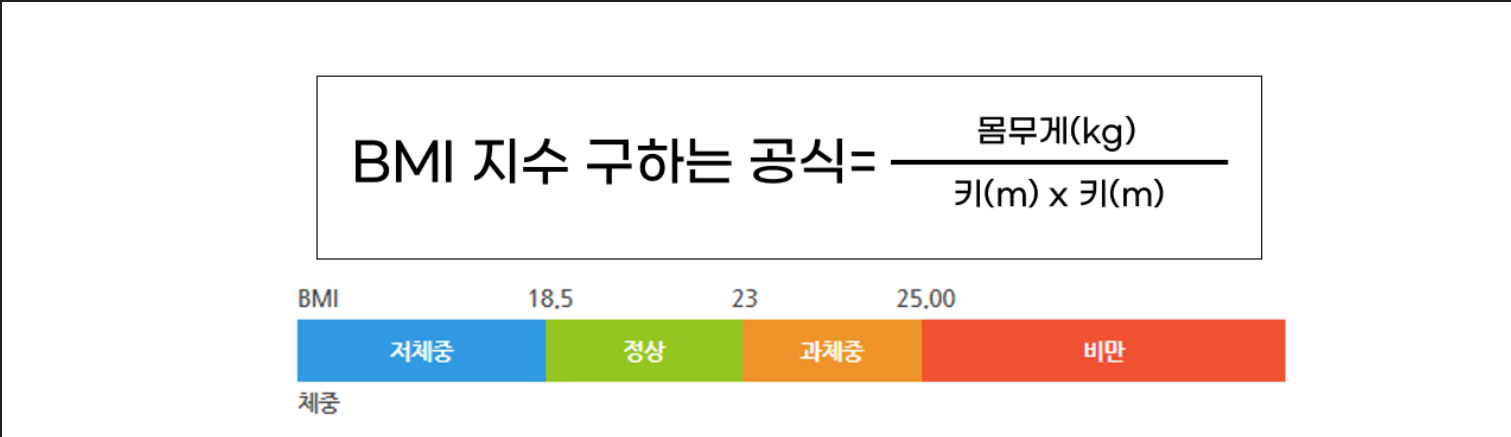 BMI 지수 구하는 공식=
몸무게(kg)
키(m) x 키(m)
BMI 18.5 23 25.00
저체중 정상 과체중 비만
체중